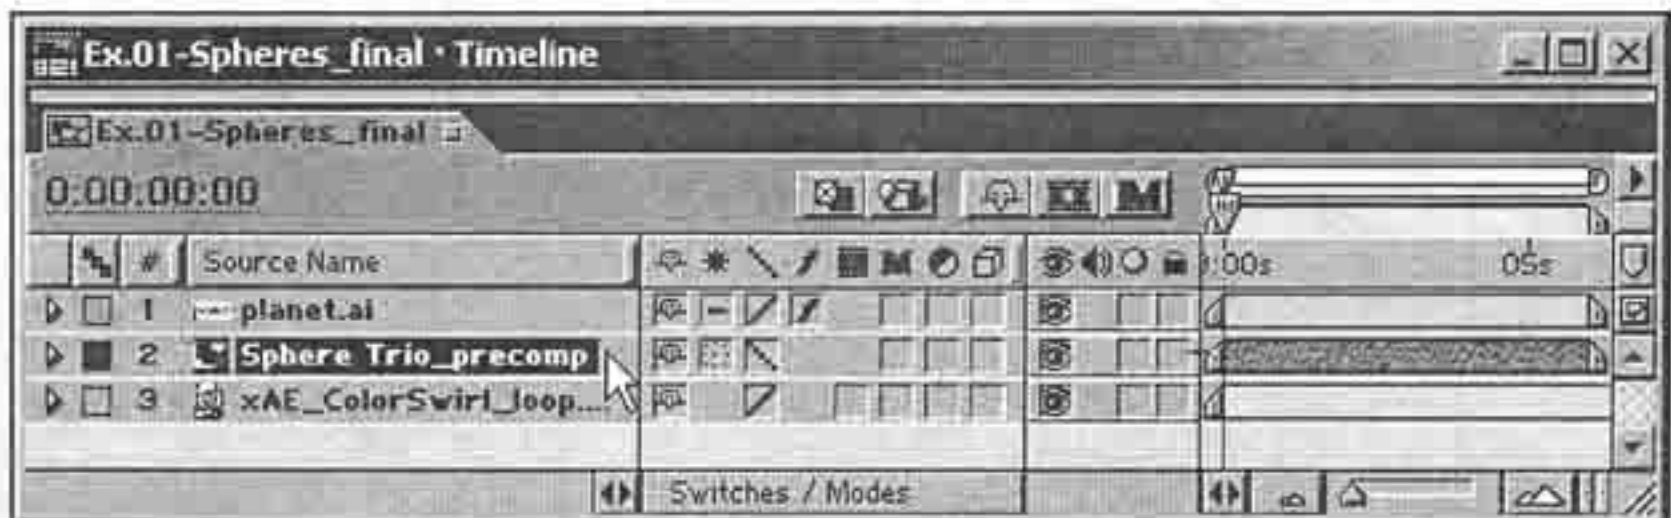 Ex.01-Spheres_final · Timeline
Ex.01-Spheres_final
0:00:00:00
# Source Name :00s 05s
1 planet.ai
2 Sphere Trio_precomp
3 xAE_ColorSwirl_loop....
Switches / Modes